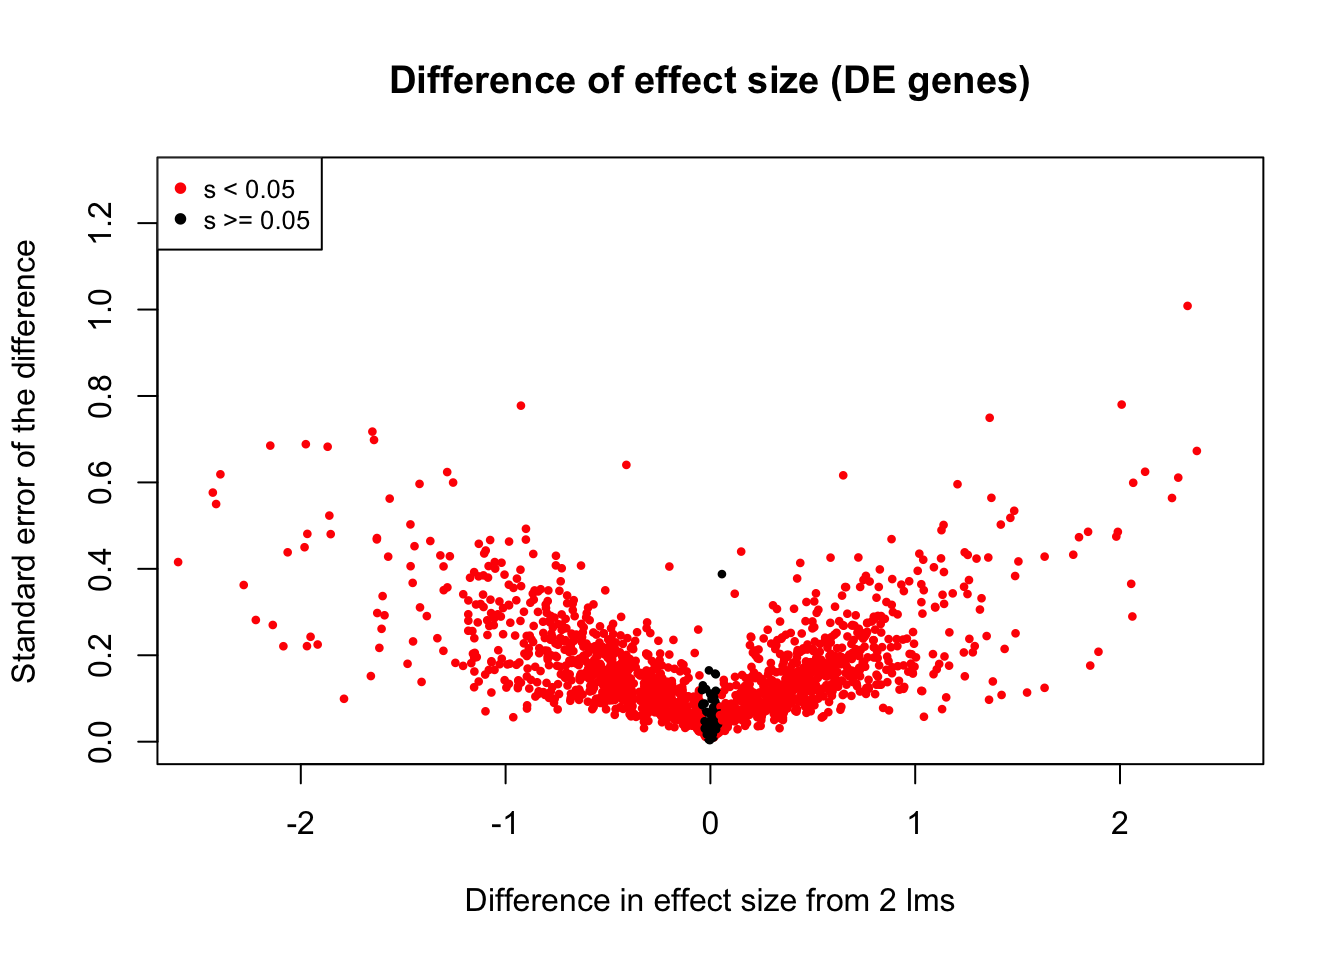 Difference of effect size (DE genes)
s < 0.05
s >= 0.05
Standard error of the difference
1.2
1.0
0.8
0.6
0.4
0.2
0.0
-2
-1
0
1
2
Difference in effect size from 2 lms